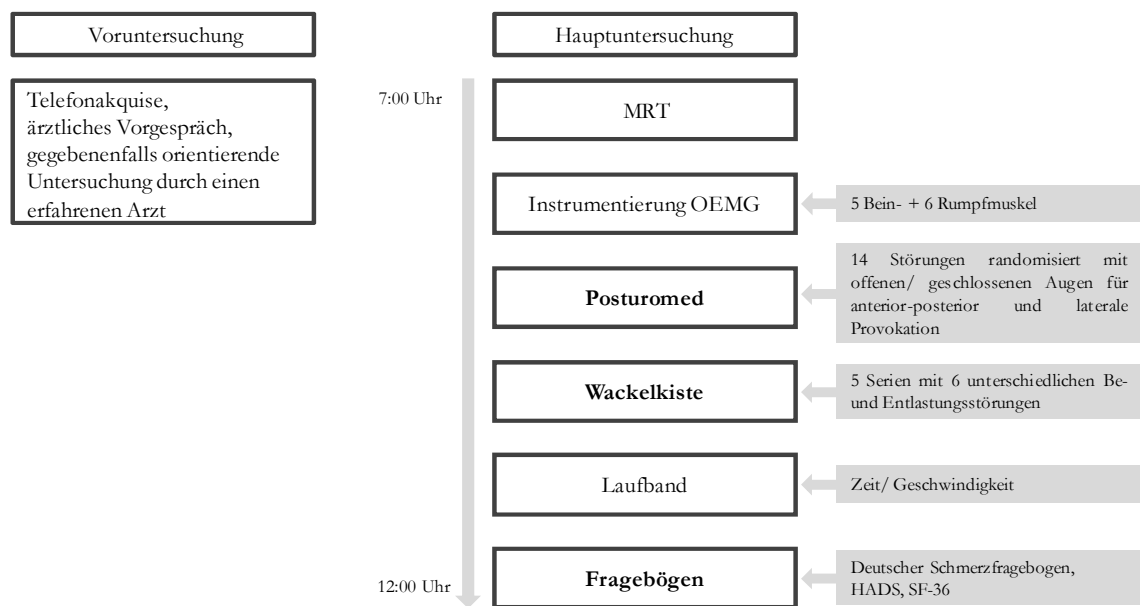 Voruntersuchung
Telefonakquise,
ärztliches Vorgespräch,
gegebenenfalls orientierende
Untersuchung durch einen
erfahrenen Arzt
Hauptuntersuchung
7:00 Uhr
MRT
Instrumentierung OEMG
5 Bein- + 6 Rumpfmuskel
Posturomed
14 Störungen randomisiert mit
offenen/ geschlossenen Augen für
anterior-posterior und laterale
Provokation
Wackelkiste
5 Serien mit 6 unterschiedlichen Be-
und Entlastungsstörungen
Laufband
Zeit/ Geschwindigkeit
12:00 Uhr
Fragebögen
Deutscher Schmerzfragebogen,
HADS, SF-36